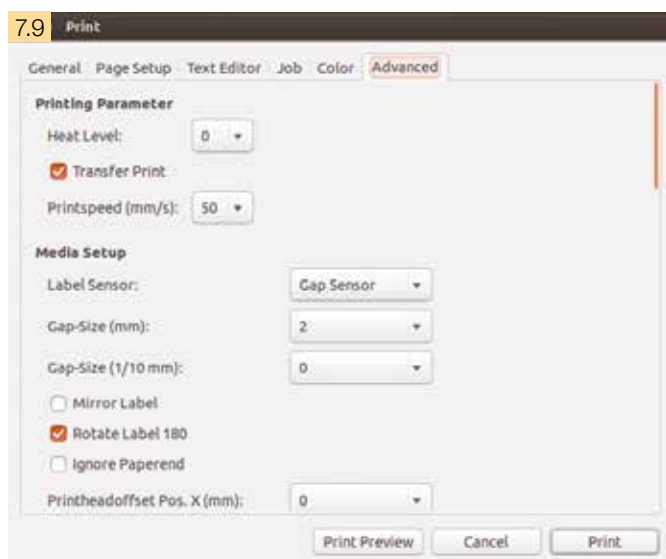 7.9 Print
General Page Setup Text Editor Job Color Advanced
Printing Parameter
Heat Level: 0
Transfer Print
Printspeed (mm/s): 50
Media Setup
Label Sensor: Gap Sensor
Gap-Size (mm): 2
Gap-Size (1/10 mm): 0
Mirror Label
Rotate Label 180
Ignore Paperend
Printheadoffset Pos. X (mm): 0
Print Preview Cancel Print